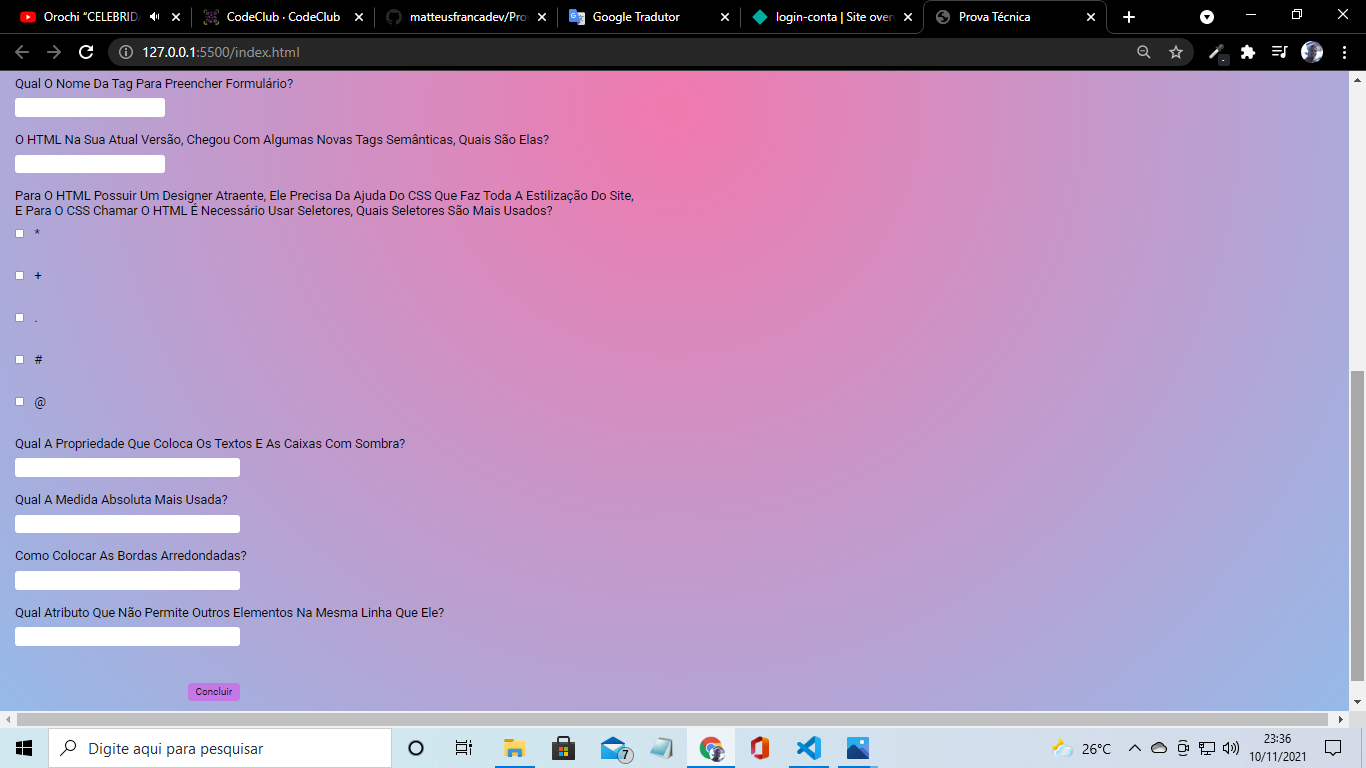 Orochi "CELEBRID
CodeClub · CodeClub
matteusfrancadev/Pro
Google Tradutor
login-conta | Site over
Prova Técnica
127.0.0.1:5500/index.html
Qual O Nome Da Tag Para Preencher Formulário?
O HTML Na Sua Atual Versão, Chegou Com Algumas Novas Tags Semânticas, Quais São Elas?
Para O HTML Possuir Um Designer Atraente, Ele Precisa Da Ajuda Do CSS Que Faz Toda A Estilização Do Site,
E Para O CSS Chamar O HTML É Necessário Usar Seletores, Quais Seletores São Mais Usados?
*
+
.
#
@
Qual A Propriedade Que Coloca Os Textos E As Caixas Com Sombra?
Qual A Medida Absoluta Mais Usada?
Como Colocar As Bordas Arredondadas?
Qual Atributo Que Não Permite Outros Elementos Na Mesma Linha Que Ele?
Concluir
Digite aqui para pesquisar
7
26°C
23:36
10/11/2021